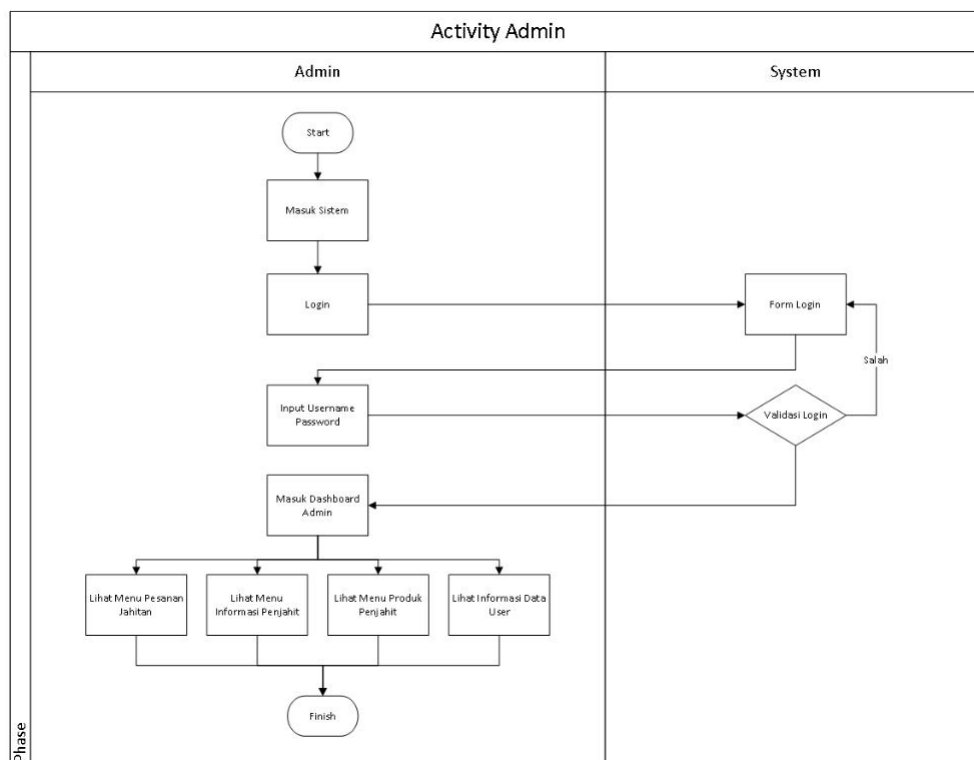 Activity Admin
Admin
System
Start
Masuk Sistem
Login
Form Login
Salah
Input Username
Password
Validasi Login
Masuk Dashboard
Admin
Lihat Menu Pesanan
Jahitan
Lihat Menu
Informasi Penjahit
Lihat Menu Produk
Penjahit
Lihat Informasi Data
User
Finish
Phase